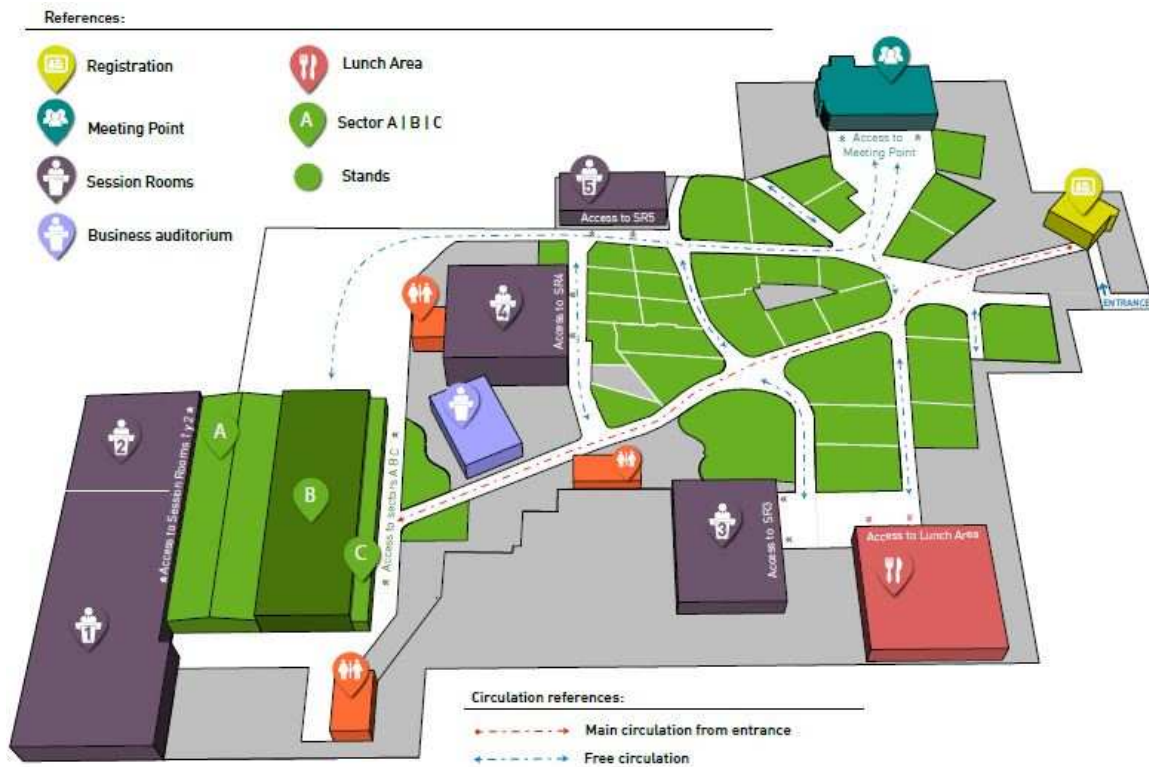 References:
Registration
Meeting Point
Session Rooms
Business auditorium
Lunch Area
A
Sector A | B | C
Stands
Access to
Meeting Point
5
Access to SR5
ENTRANCE
4
Access to SR4
2
Access to Session Rooms 1 y 2
A
B
C
Access to sectors A B C
1
3
Access to SR3
Access to Lunch Area
Circulation references:
Main circulation from entrance
Free circulation